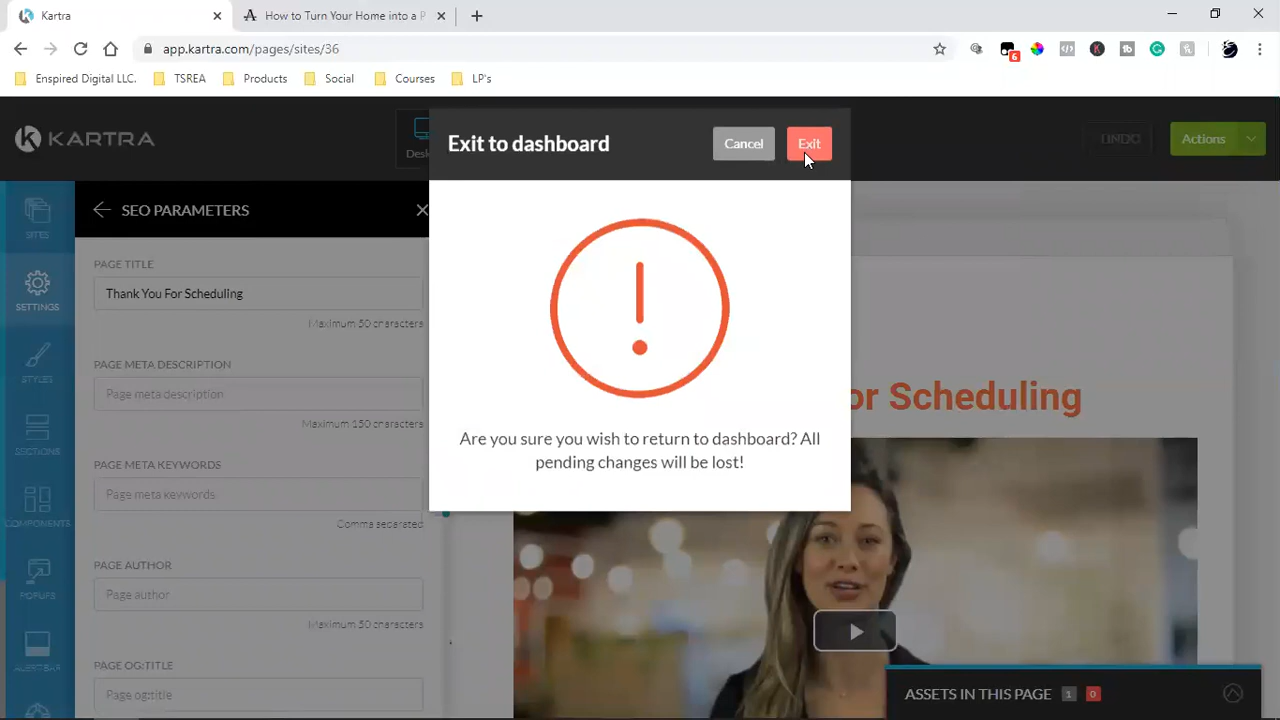 Kartra
How to Turn Your Home into a P
app.kartra.com/pages/sites/36
6
Enspired Digital LLC.
TSREA
Products
Social
Courses
LP's
KARTRA
Desk
Exit to dashboard
Cancel
Exit
UNDO
Actions
SITES
SETTINGS
STYLES
SECTIONS
COMPONENTS
POPUPS
ALERT BAR
SEO PARAMETERS
PAGE TITLE
Thank You For Scheduling
Maximum 50 characters
PAGE META DESCRIPTION
Page meta description
Maximum 150 characters
PAGE META KEYWORDS
Page meta keywords
Comma separated
PAGE AUTHOR
Page author
Maximum 50 characters
PAGE OG:TITLE
Page og:title
Are you sure you wish to return to dashboard? All
pending changes will be lost!
or Scheduling
ASSETS IN THIS PAGE 1 0